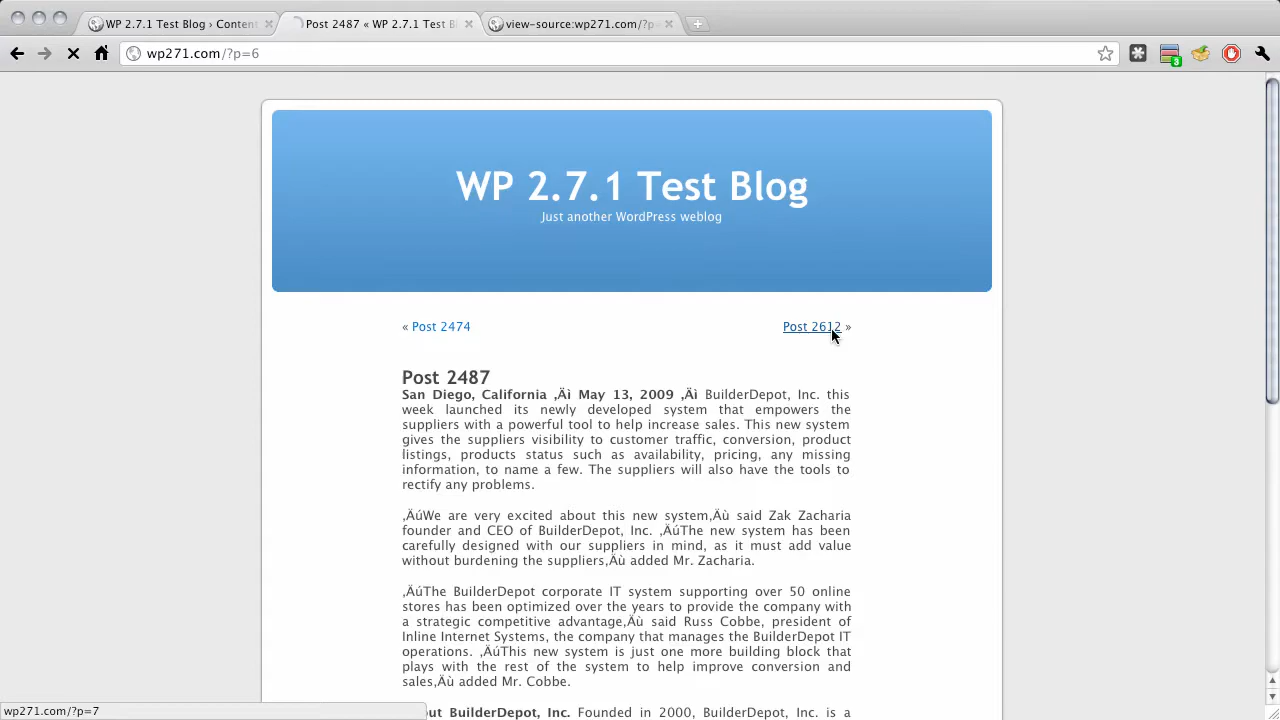 WP 2.7.1 Test Blog › Content
Post 2487 « WP 2.7.1 Test Bl
view-source:wp271.com/?p=
wp271.com/?p=6
3
WP 2.7.1 Test Blog
Just another WordPress weblog
« Post 2474
Post 2612 »
Post 2487
San Diego, California ‚Äì May 13, 2009 ‚Äì BuilderDepot, Inc. this
week launched its newly developed system that empowers the
suppliers with a powerful tool to help increase sales. This new system
gives the suppliers visibility to customer traffic, conversion, product
listings, products status such as availability, pricing, any missing
information, to name a few. The suppliers will also have the tools to
rectify any problems.
‚ÄúWe are very excited about this new system,‚Äù said Zak Zacharia
founder and CEO of BuilderDepot, Inc. ‚ÄúThe new system has been
carefully designed with our suppliers in mind, as it must add value
without burdening the suppliers,‚Äù added Mr. Zacharia.
‚ÄúThe BuilderDepot corporate IT system supporting over 50 online
stores has been optimized over the years to provide the company with
a strategic competitive advantage,‚Äù said Russ Cobbe, president of
Inline Internet Systems, the company that manages the BuilderDepot IT
operations. ‚ÄúThis new system is just one more building block that
plays with the rest of the system to help improve conversion and
sales,‚Äù added Mr. Cobbe.
out BuilderDepot, Inc. Founded in 2000, BuilderDepot, Inc. is a
wp271.com/?p=7